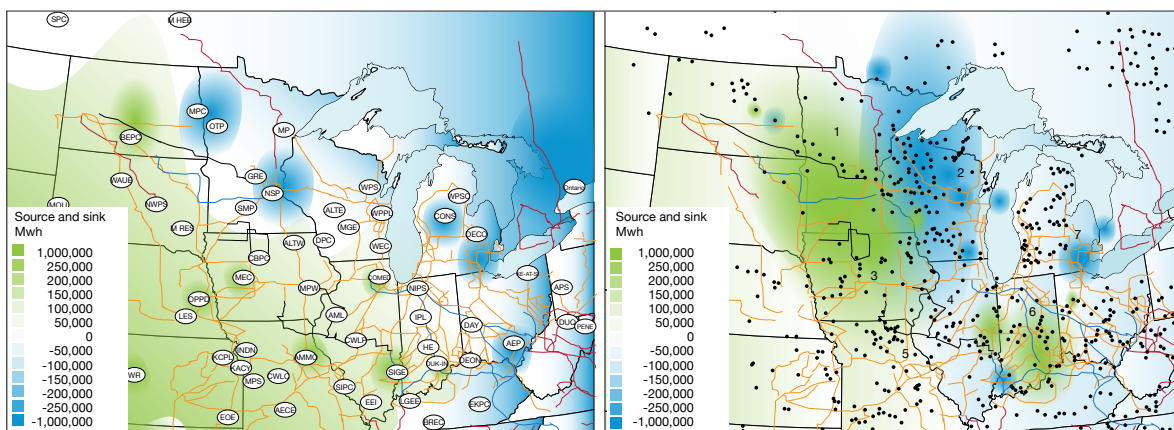 SPC
M HEB
MPC
OTP
MP
BEPC
GRE
WAUE
NSP
WPS
WPSC
Ontario
NWPS
SMP
ALTE
WPPI
CONS
M RES
MGE
DECO
ALTW
DPC
WEC
CBPC
MEC
COMED
OPPD
MPW
NIPS
APS
LES
AML
IPL
DAY
DUQ
PENE
CWLP
HE
AEP
KCPL
INDN
AMMO
DEON
KACY
DUK-IN
WR
MPS
CWLC
SIGE
SIPC
EEI
LGEE
EKPC
EOE
AECE
BREC
Source and sink
Mwh
1,000,000
250,000
200,000
150,000
100,000
50,000
0
-50,000
-100,000
-150,000
-200,000
-250,000
-1,000,000
1
2
3
4
5
6
7
Source and sink
Mwh
1,000,000
250,000
200,000
150,000
100,000
50,000
0
-50,000
-100,000
-150,000
-200,000
-250,000
-1,000,000